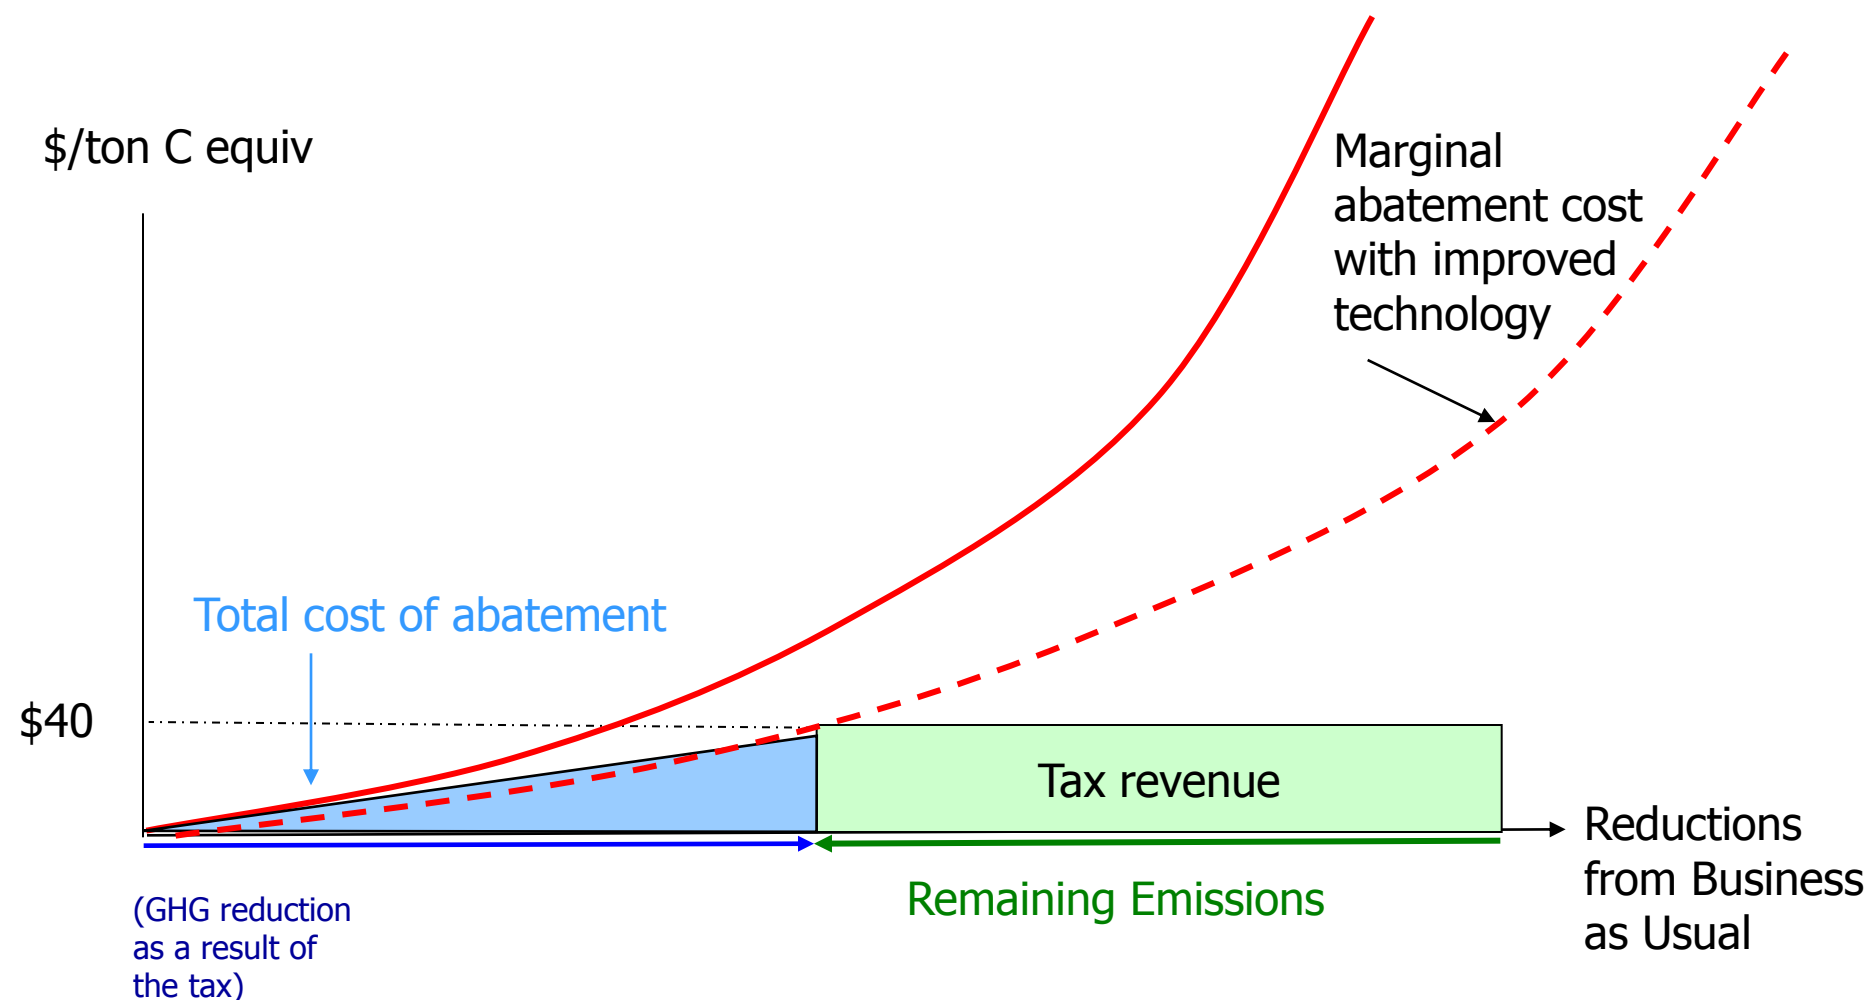 $/ton C equiv
Marginal
abatement cost
with improved
technology
Total cost of abatement
$40
Tax revenue
Reductions
from Business
as Usual
Remaining Emissions
(GHG reduction
as a result of
the tax)